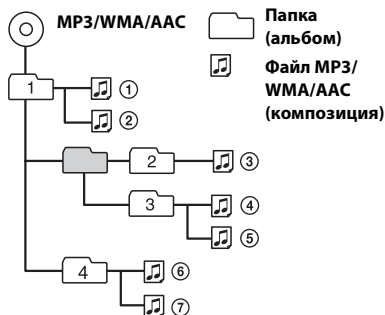 MP3/WMA/AAC
Папка
(альбом)
Файл MP3/
WMA/AAC
(композиция)
1
①
②
2
③
3
④
⑤
4
⑥
⑦